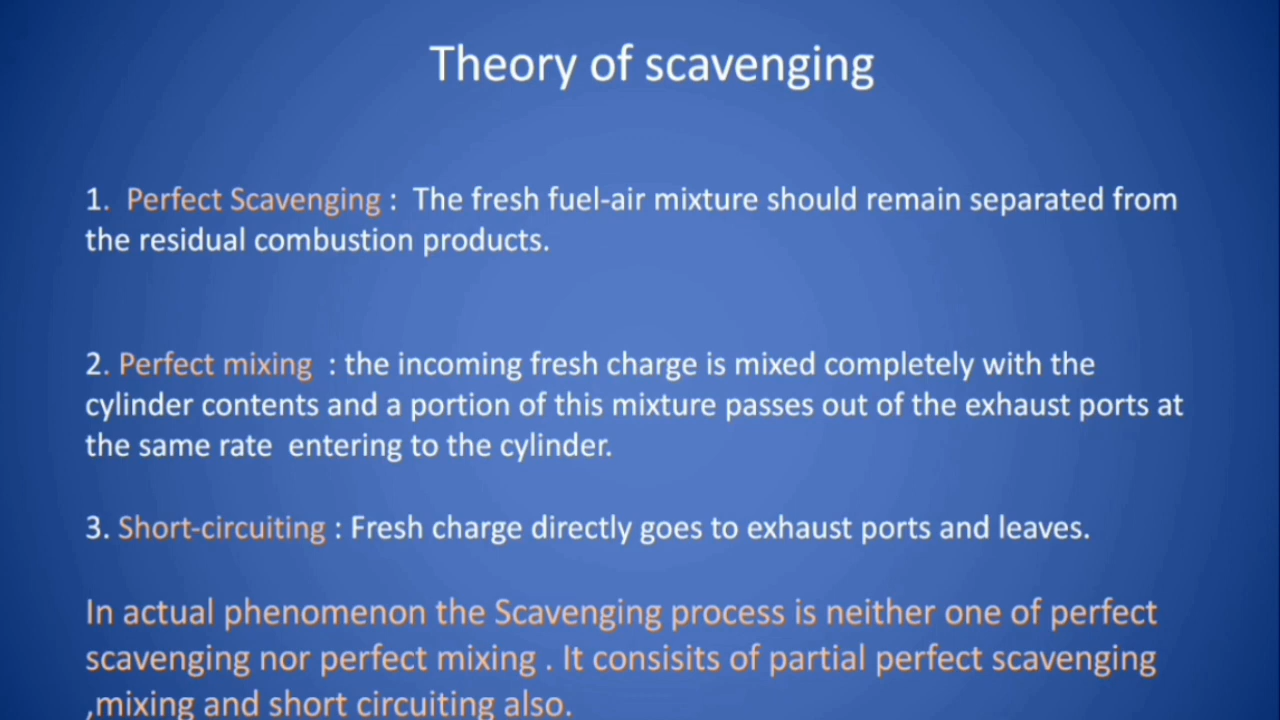 Theory of scavenging
1. Perfect Scavenging : The fresh fuel-air mixture should remain separated from
the residual combustion products.
2. Perfect mixing : the incoming fresh charge is mixed completely with the
cylinder contents and a portion of this mixture passes out of the exhaust ports at
the same rate entering to the cylinder.
3. Short-circuiting : Fresh charge directly goes to exhaust ports and leaves.
In actual phenomenon the Scavenging process is neither one of perfect
scavenging nor perfect mixing . It consisits of partial perfect scavenging
,mixing and short circuiting also.